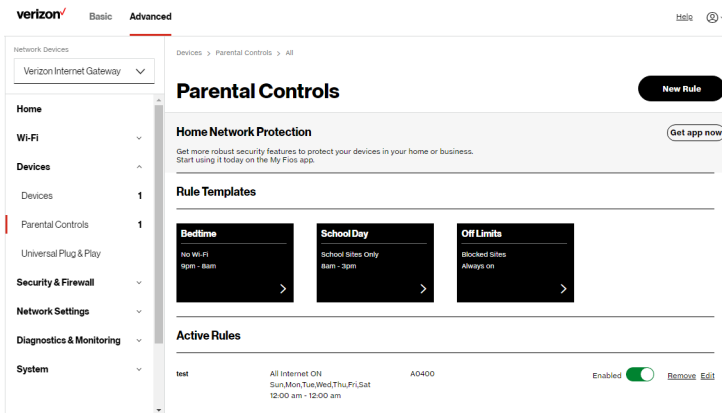 verizon
Basic
Advanced
Help
Network Devices
Verizon Internet Gateway
Home
Wi-Fi
Devices
Devices 1
Parental Controls 1
Universal Plug & Play
Security & Firewall
Network Settings
Diagnostics & Monitoring
System
Devices > Parental Controls > All
Parental Controls
New Rule
Home Network Protection
Get app now
Get more robust security features to protect your devices in your home or business.
Start using it today on the My Fios app.
Rule Templates
Bedtime
No Wi-Fi
9pm - 8am
School Day
School Sites Only
8am - 3pm
Off Limits
Blocked Sites
Always on
Active Rules
test
All Internet ON
Sun,Mon,Tue,Wed,Thu,Fri,Sat
12:00 am - 12:00 am
A0400
Enabled
Remove Edit